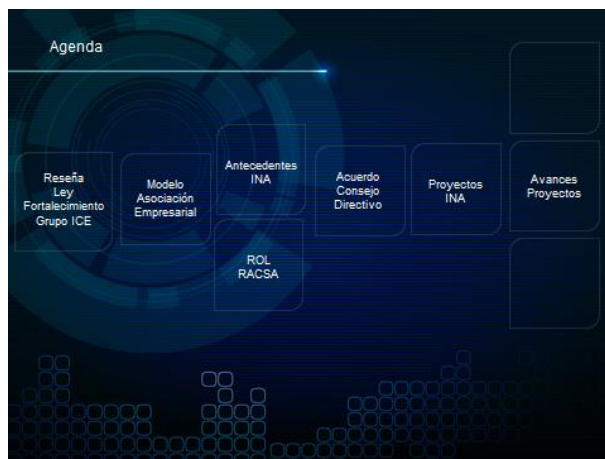 Agenda
Reseña
Ley
Fortalecimiento
Grupo ICE
Modelo
Asociación
Empresarial
Antecedentes
INA
ROL
RACSA
Acuerdo
Consejo
Directivo
Proyectos
INA
Avances
Proyectos